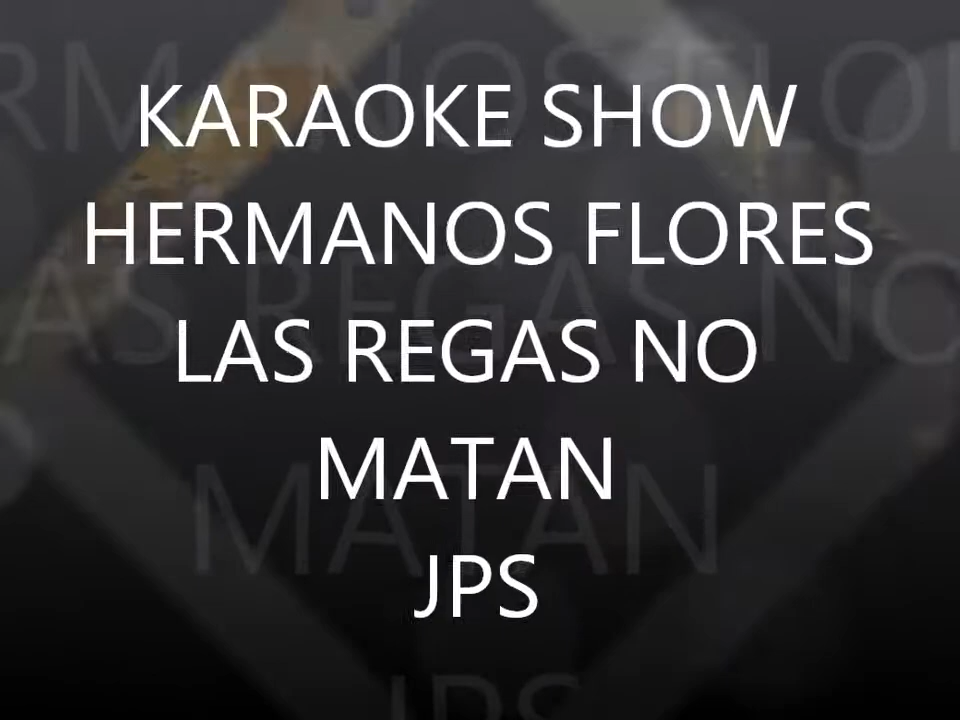 KARAOKE SHOW
HERMANOS FLORES
LAS REGAS NO
MATAN
JPS